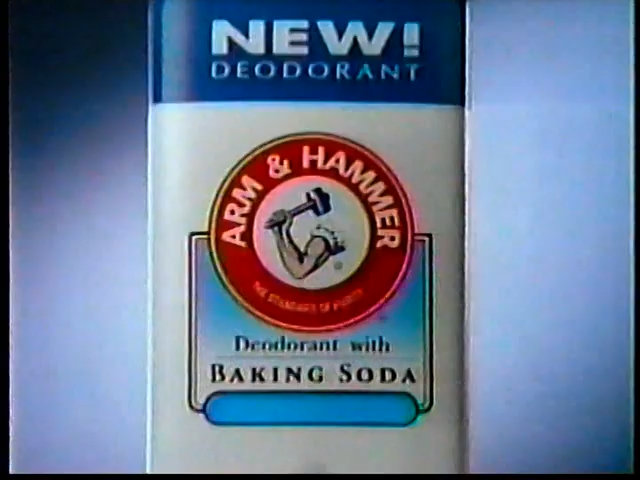 NEW!
DEODORANT
ARM & HAMMER
THE STANDARD OF PURITY
Deodorant with
BAKING SODA